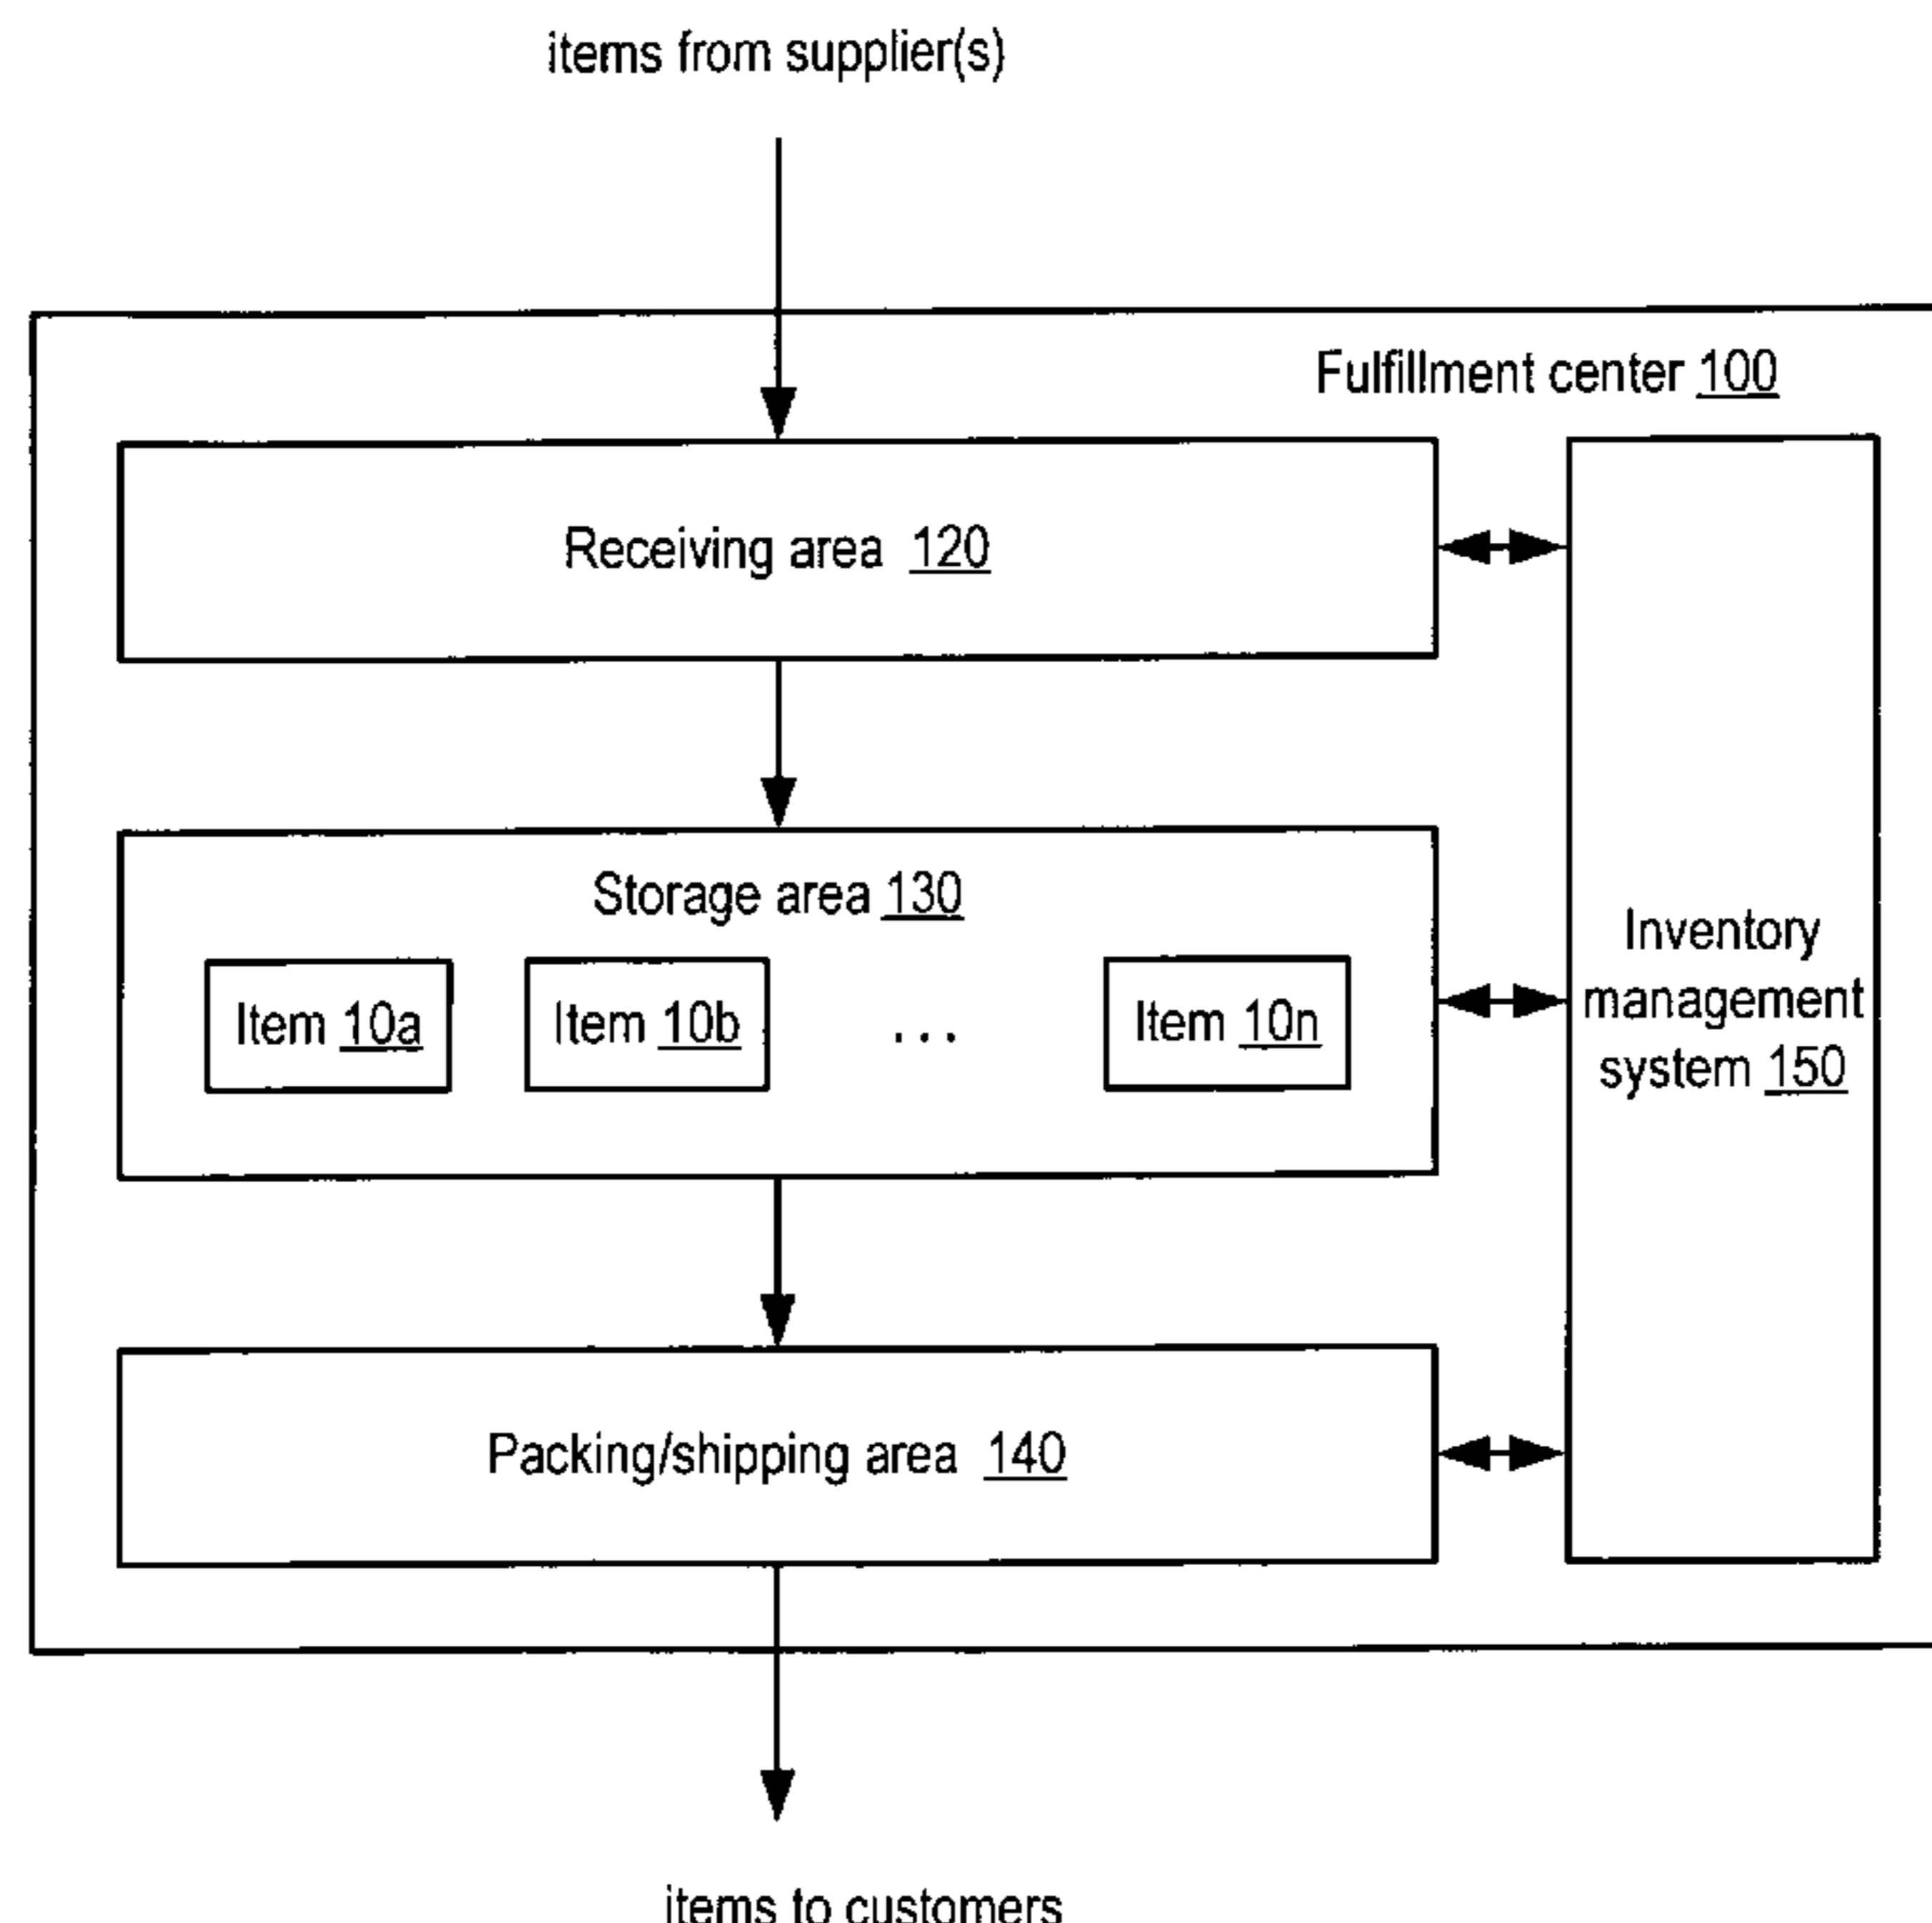 items from supplier(s)
Fulfillment center 100
Receiving area 120
Storage area 130
Item 10a
Item 10b
...
Item 10n
Inventory
management
system 150
Packing/shipping area 140
items to customers